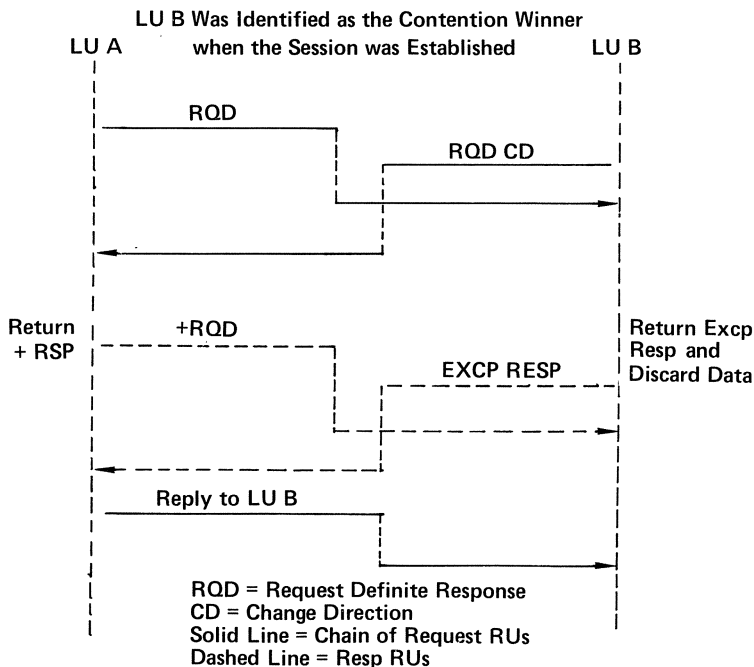 LU B Was Identified as the Contention Winner
LU A when the Session was Established LU B
RQD
RQD CD
Return
+ RSP
+RQD
Return Excp
Resp and
Discard Data
EXCP RESP
Reply to LU B
RQD = Request Definite Response
CD = Change Direction
Solid Line = Chain of Request RUs
Dashed Line = Resp RUs